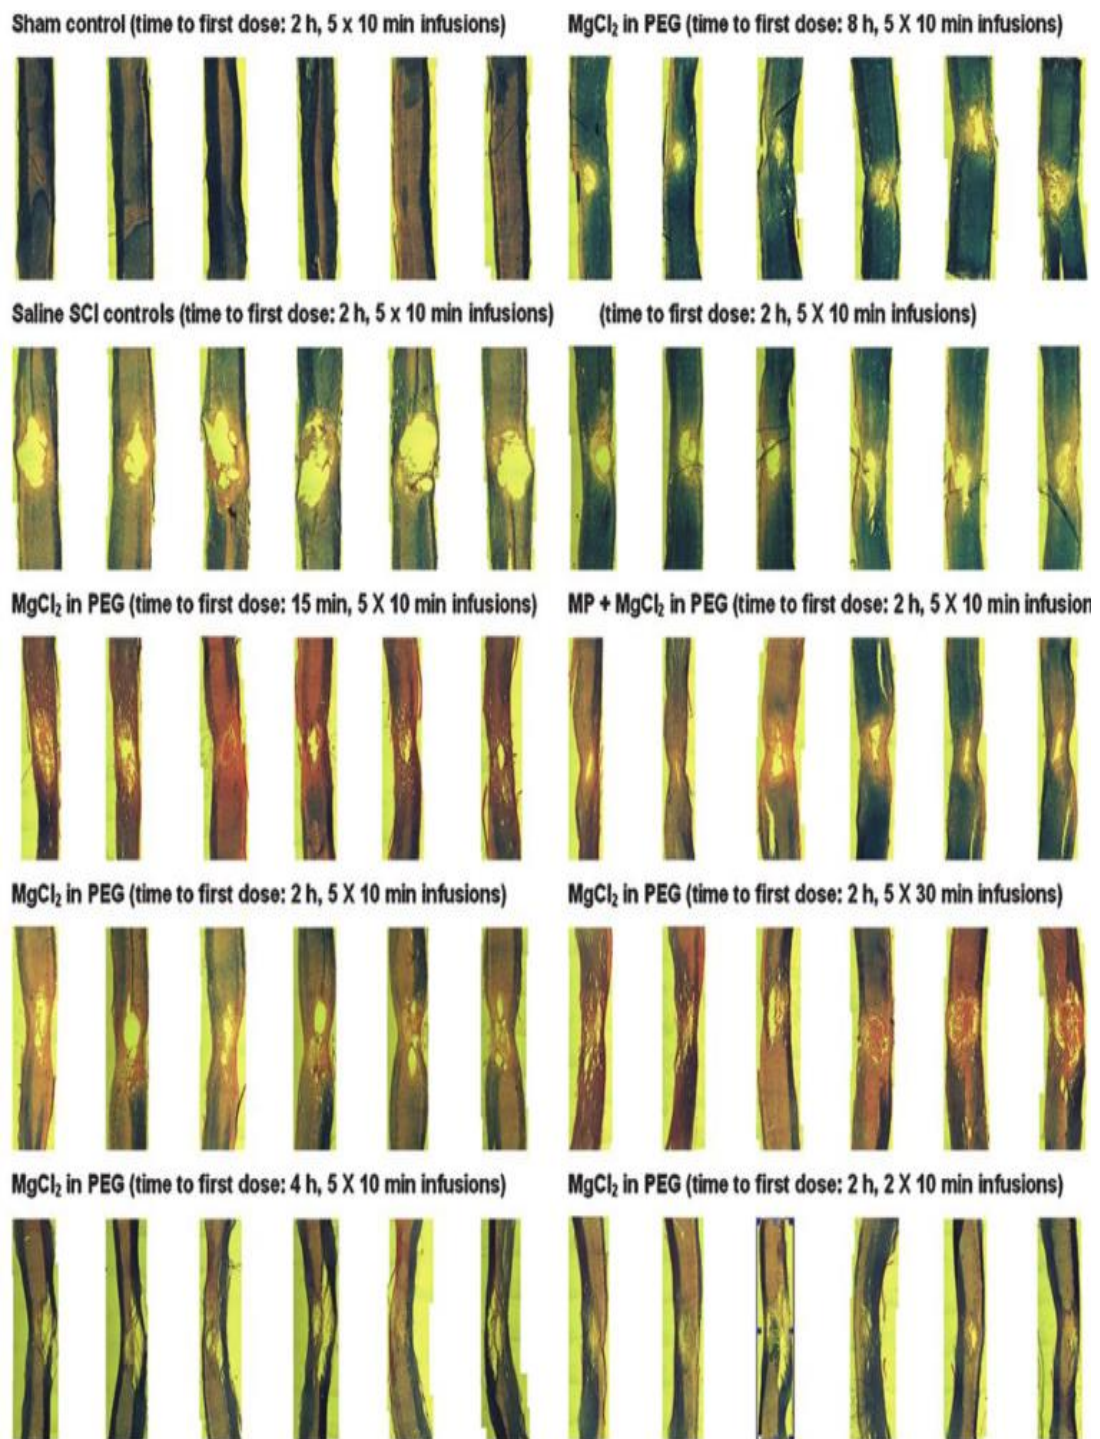 Sham control (time to first dose: 2 h, 5 x 10 min infusions)
MgCl₂ in PEG (time to first dose: 8 h, 5 X 10 min infusions)
Saline SCI controls (time to first dose: 2 h, 5 x 10 min infusions)
(time to first dose: 2 h, 5 X 10 min infusions)
MgCl₂ in PEG (time to first dose: 15 min, 5 X 10 min infusions)
MP + MgCl₂ in PEG (time to first dose: 2 h, 5 X 10 min infusion
MgCl₂ in PEG (time to first dose: 2 h, 5 X 10 min infusions)
MgCl₂ in PEG (time to first dose: 2 h, 5 X 30 min infusions)
MgCl₂ in PEG (time to first dose: 4 h, 5 X 10 min infusions)
MgCl₂ in PEG (time to first dose: 2 h, 2 X 10 min infusions)